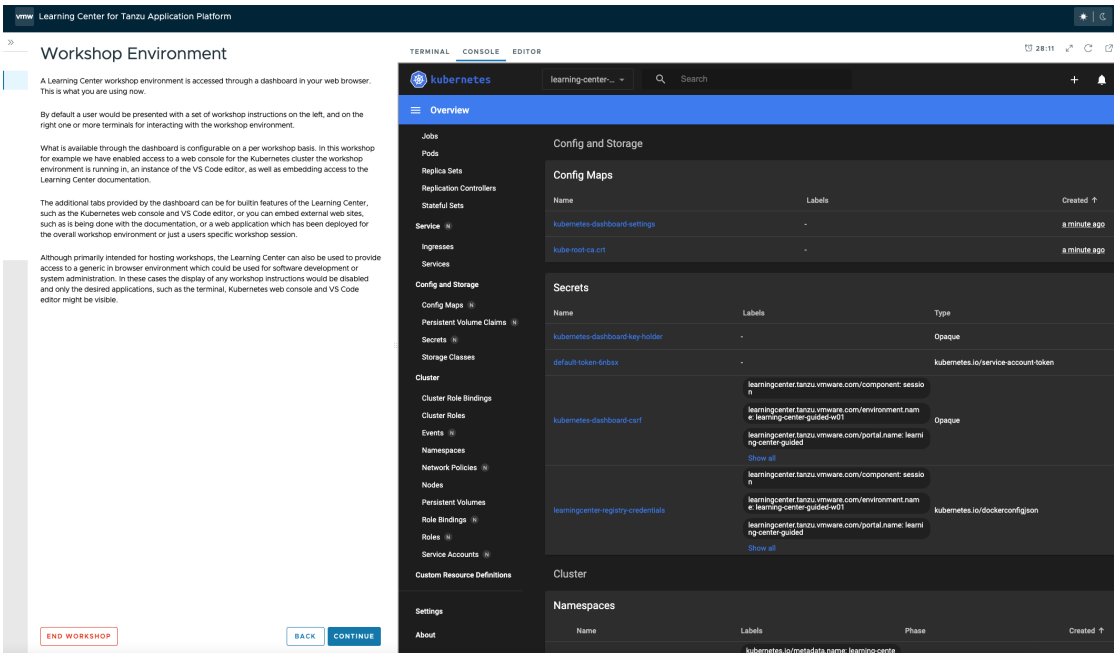 vmw Learning Center for Tanzu Application Platform
Workshop Environment
A Learning Center workshop environment is accessed through a dashboard in your web browser.
This is what you are using now.
By default a user would be presented with a set of workshop instructions on the left, and on the
right one or more terminals for interacting with the workshop environment.
What is available through the dashboard is configurable on a per workshop basis. In this workshop
for example we have enabled access to a web console for the Kubernetes cluster the workshop
environment is running in, an instance of the VS Code editor, as well as embedding access to the
Learning Center documentation.
The additional tabs provided by the dashboard can be for builtin features of the Learning Center,
such as the Kubernetes web console and VS Code editor, or you can embed external web sites,
such as is being done with the documentation, or a web application which has been deployed for
the overall workshop environment or just a users specific workshop session.
Although primarily intended for hosting workshops, the Learning Center can also be used to provide
access to a generic in browser environment which could be used for software development or
system administration. In these cases the display of any workshop instructions would be disabled
and only the desired applications, such as the terminal, Kubernetes web console and VS Code
editor might be visible.
END WORKSHOP
BACK
CONTINUE
TERMINAL CONSOLE EDITOR
28:11
kubernetes
learning-center-...
Search
Overview
Jobs
Pods
Replica Sets
Replication Controllers
Stateful Sets
Service N
Ingresses
Services
Config and Storage
Config Maps N
Persistent Volume Claims N
Secrets N
Storage Classes
Cluster
Cluster Role Bindings
Cluster Roles
Events N
Namespaces
Network Policies N
Nodes
Persistent Volumes
Role Bindings N
Roles N
Service Accounts N
Custom Resource Definitions
Settings
About
Config and Storage
Config Maps
Name Labels Created ↑
kubernetes-dashboard-settings - a minute ago
kube-root-ca.crt - a minute ago
Secrets
Name Labels Type
kubernetes-dashboard-key-holder - Opaque
default-token-6nbsx - kubernetes.io/service-account-token
learningcenter.tanzu.vmware.com/component: sessio
n
learningcenter.tanzu.vmware.com/environment.nam
e: learning-center-guided-w01
kubernetes-dashboard-csrf
Opaque
learningcenter.tanzu.vmware.com/portal.name: learni
ng-center-guided
Show all
learningcenter.tanzu.vmware.com/component: sessio
n
learningcenter.tanzu.vmware.com/environment.nam
e: learning-center-guided-w01
learningcenter-registry-credentials
kubernetes.io/dockerconfigjson
learningcenter.tanzu.vmware.com/portal.name: learni
ng-center-guided
Show all
Cluster
Namespaces
Name Labels Phase Created ↑
kubernetes.io/metadata.name: learning-cente